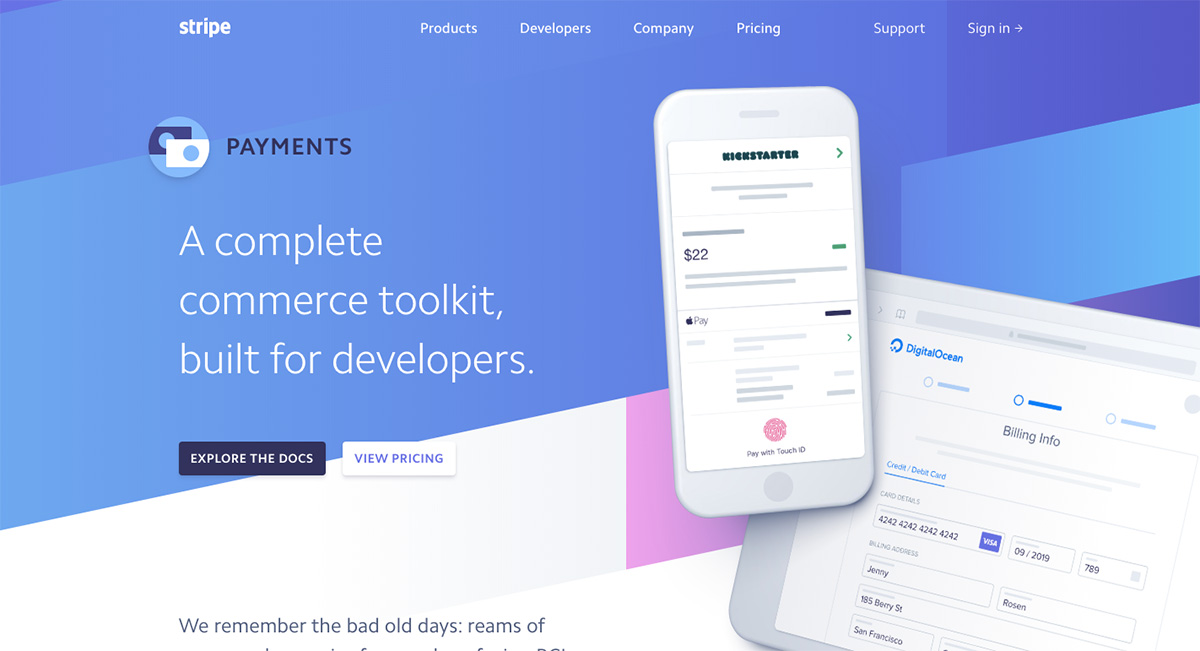 stripe
Products
Developers
Company
Pricing
Support
Sign in →
PAYMENTS
A complete
commerce toolkit,
built for developers.
EXPLORE THE DOCS
VIEW PRICING
We remember the bad old days: reams of
KICKSTARTER
$22
Pay
Pay with Touch ID
DigitalOcean
Billing Info
Credit / Debit Card
CARD DETAILS
4242 4242 4242 4242
VISA
09 / 2019
789
BILLING ADDRESS
Jenny
Rosen
185 Berry St
San Francisco